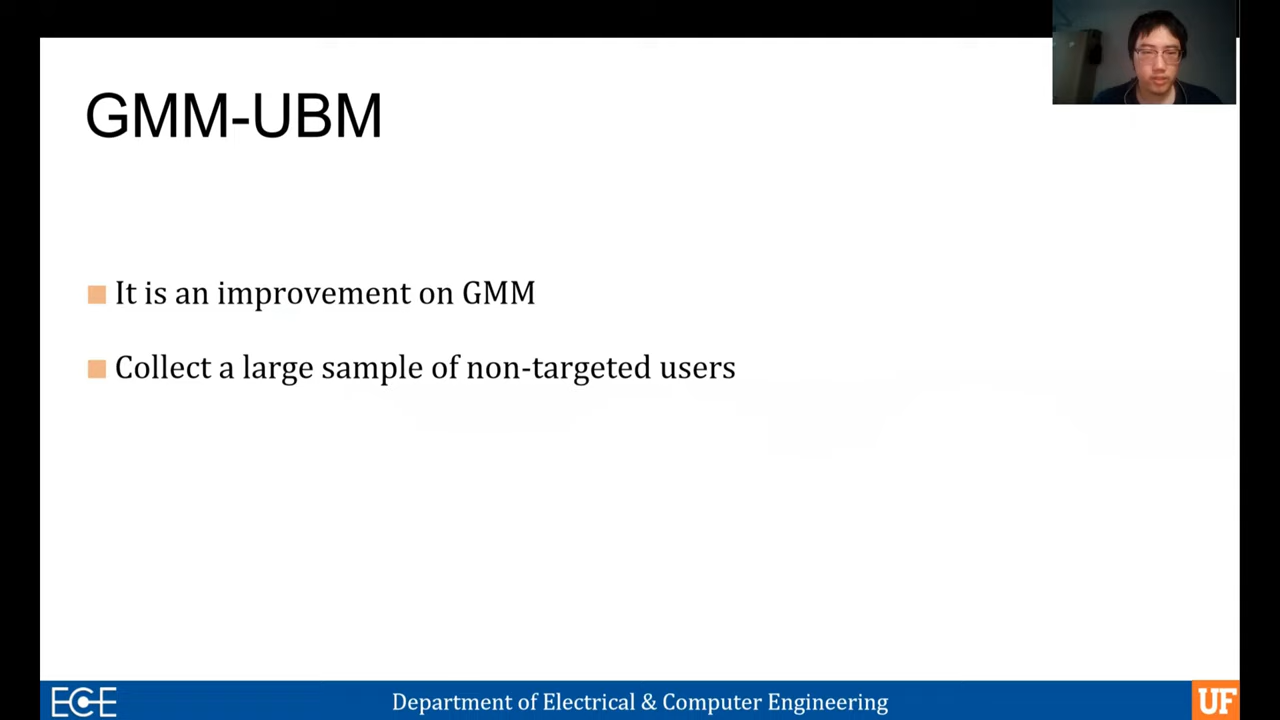 GMM-UBM
It is an improvement on GMM
Collect a large sample of non-targeted users
ECE
Department of Electrical & Computer Engineering
UF